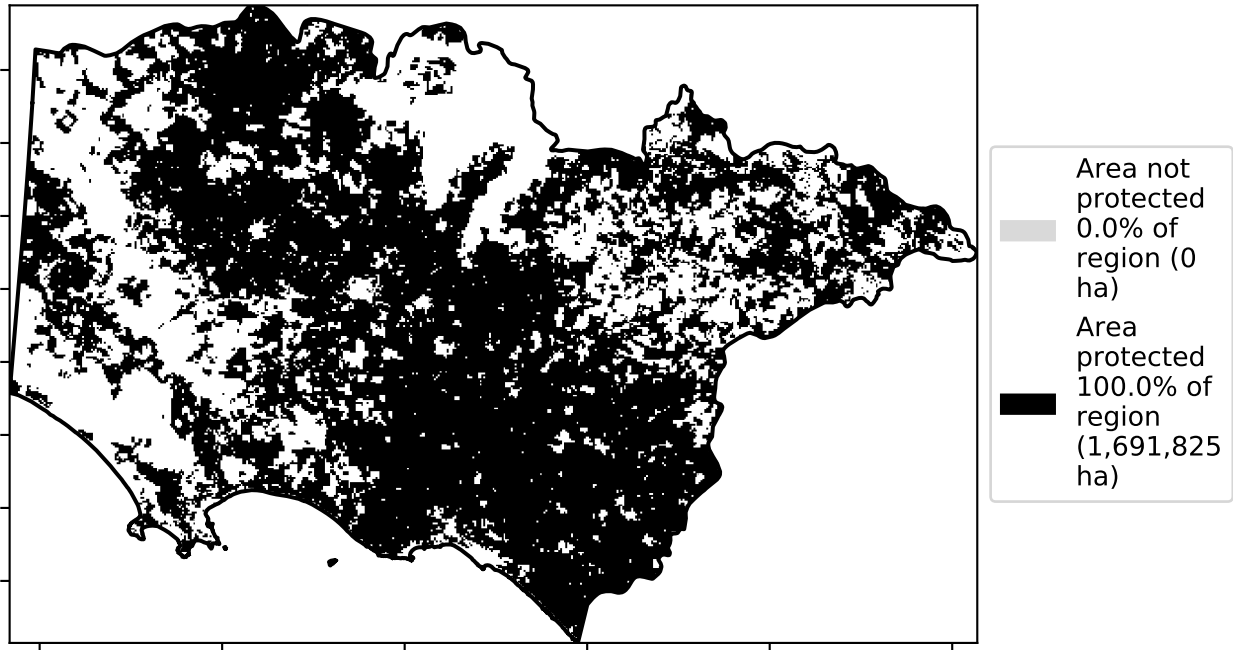 Area not
protected
0.0% of
region (0
ha)
Area
protected
100.0% of
region
(1,691,825
ha)